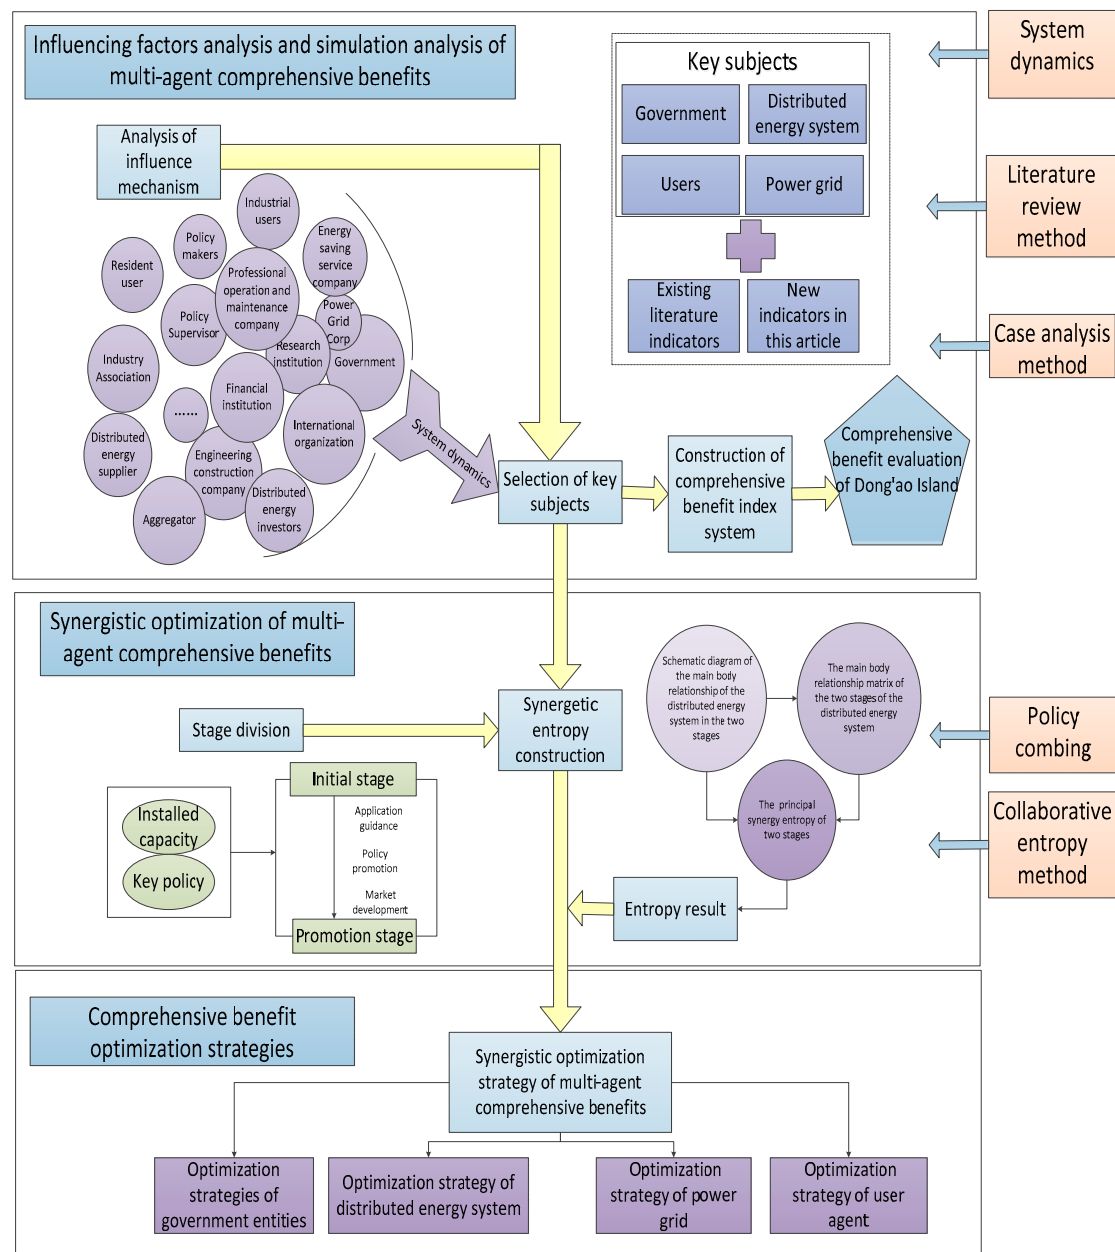 Influencing factors analysis and simulation analysis of
multi-agent comprehensive benefits
Analysis of
influence
mechanism
Industrial
users
Policy
makers
Energy
saving
service
company
Resident
user
Professional
operation and
maintenance
company
Policy
Supervisor
Power
Grid
Corp
Research
institution
Government
Industry
Association
Financial
institution
......
International
organization
Distributed
energy
supplier
Engineering
construction
company
Distributed
energy
investors
Aggregator
System dynamics
Key subjects
Government
Distributed
energy system
Users
Power grid
Existing
literature
indicators
New
indicators in
this article
Selection of key
subjects
Construction of
comprehensive
benefit index
system
Comprehensive
benefit evaluation
of Dong'ao Island
System
dynamics
Literature
review
method
Case analysis
method
Synergistic optimization of multi-
agent comprehensive benefits
Stage division
Synergetic
entropy
construction
Installed
capacity
Key policy
Initial stage
Application
guidance
Policy
promotion
Market
development
Promotion stage
Schematic diagram of
the main body
relationship of the
distributed energy
system in the two
stages
The main body
relationship matrix of
the two stages of the
distributed energy
system
The principal
synergy entropy of
two stages
Entropy result
Policy
combing
Collaborative
entropy
method
Comprehensive benefit
optimization strategies
Synergistic optimization
strategy of multi-agent
comprehensive benefits
Optimization
strategies of
government entities
Optimization strategy of
distributed energy system
Optimization
strategy of power
grid
Optimization
strategy of user
agent